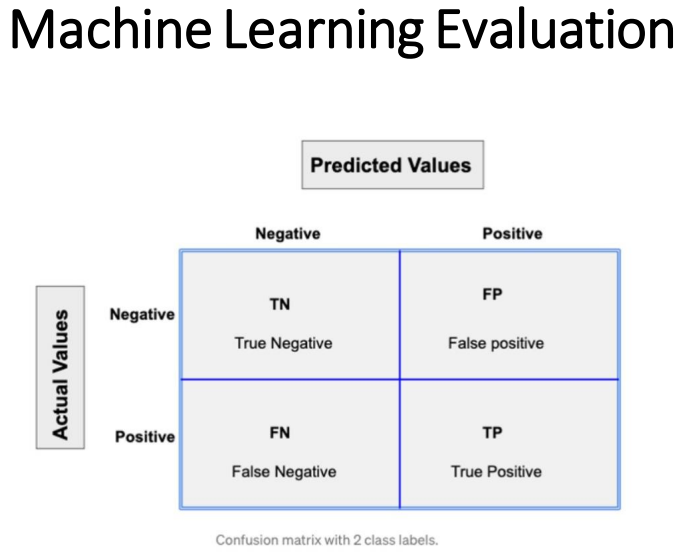 Machine Learning Evaluation
Predicted Values
Negative Positive
Actual Values
Negative
TN
True Negative
FP
False positive
Positive
FN
False Negative
TP
True Positive
Confusion matrix with 2 class labels.